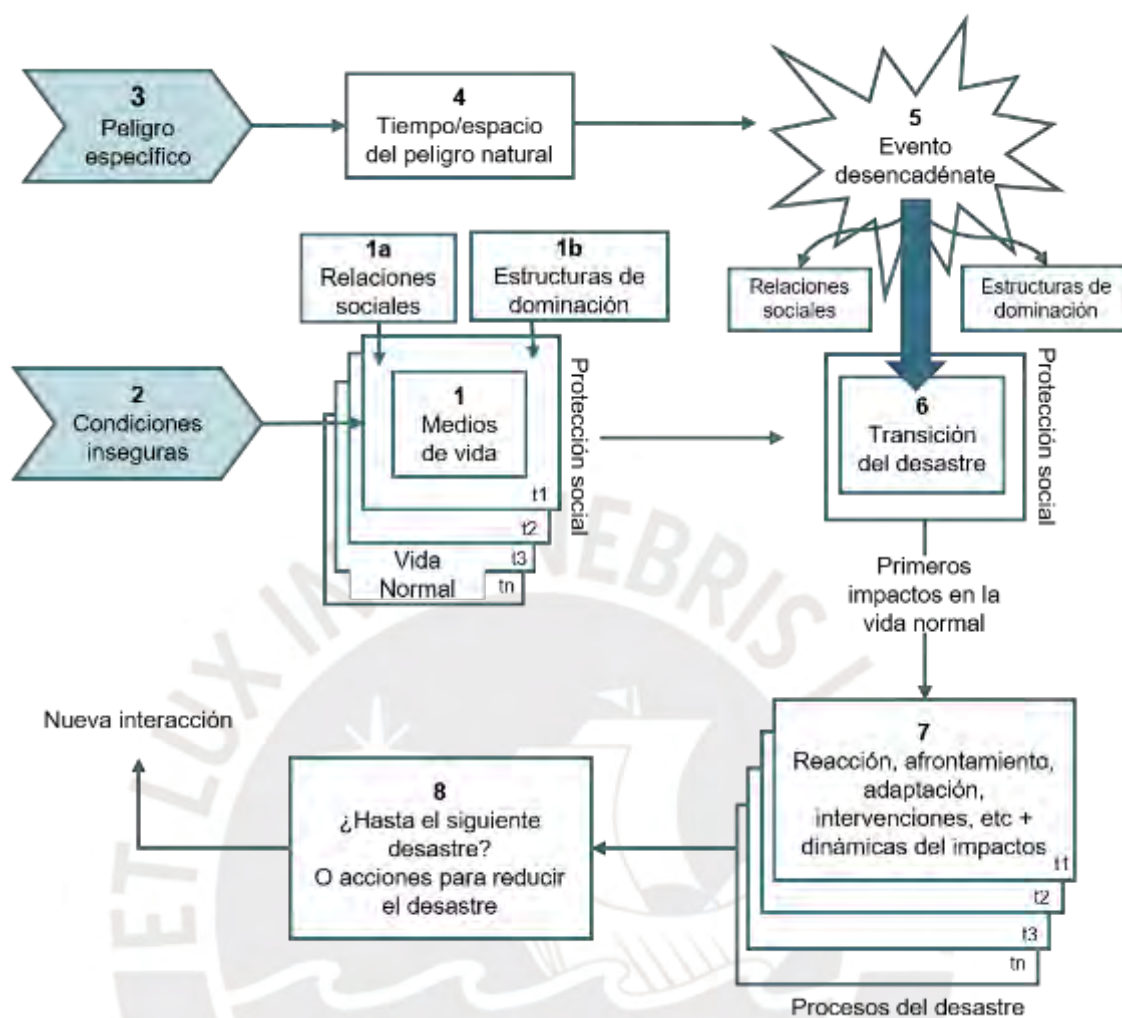 3
Peligro
específico
4
Tiempo/espacio
del peligro natural
5
Evento
desencadénate
1a
Relaciones
sociales
1b
Estructuras de
dominación
Relaciones
sociales
Estructuras de
dominación
2
Condiciones
inseguras
1
Medios
de vida
t1
t2
t3
tn
Vida
Normal
Protección social
6
Transición
del desastre
Protección social
Primeros
impactos en la
vida normal
Nueva interacción
7
Reacción, afrontamiento,
adaptación,
intervenciones, etc +
dinámicas del impactos
t1
t2
t3
tn
Procesos del desastre
8
¿Hasta el siguiente
desastre?
O acciones para reducir
el desastre
ET LUX IN
NEBRIS L